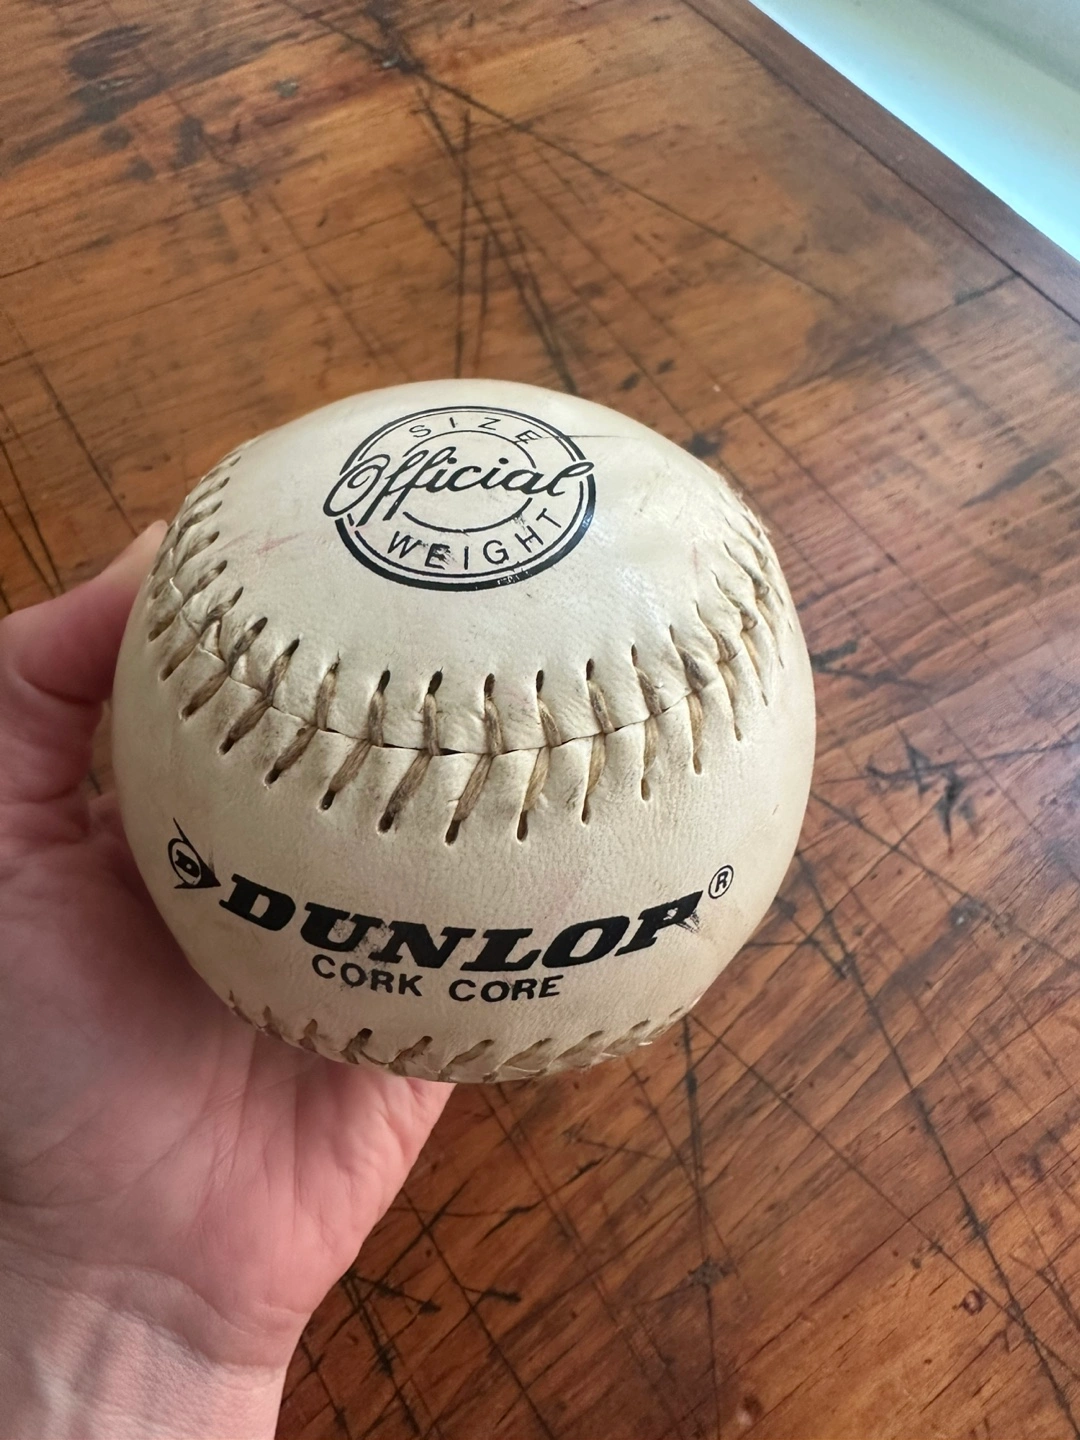 SIZE
Official
WEIGHT
D DUNLOP®
CORK CORE